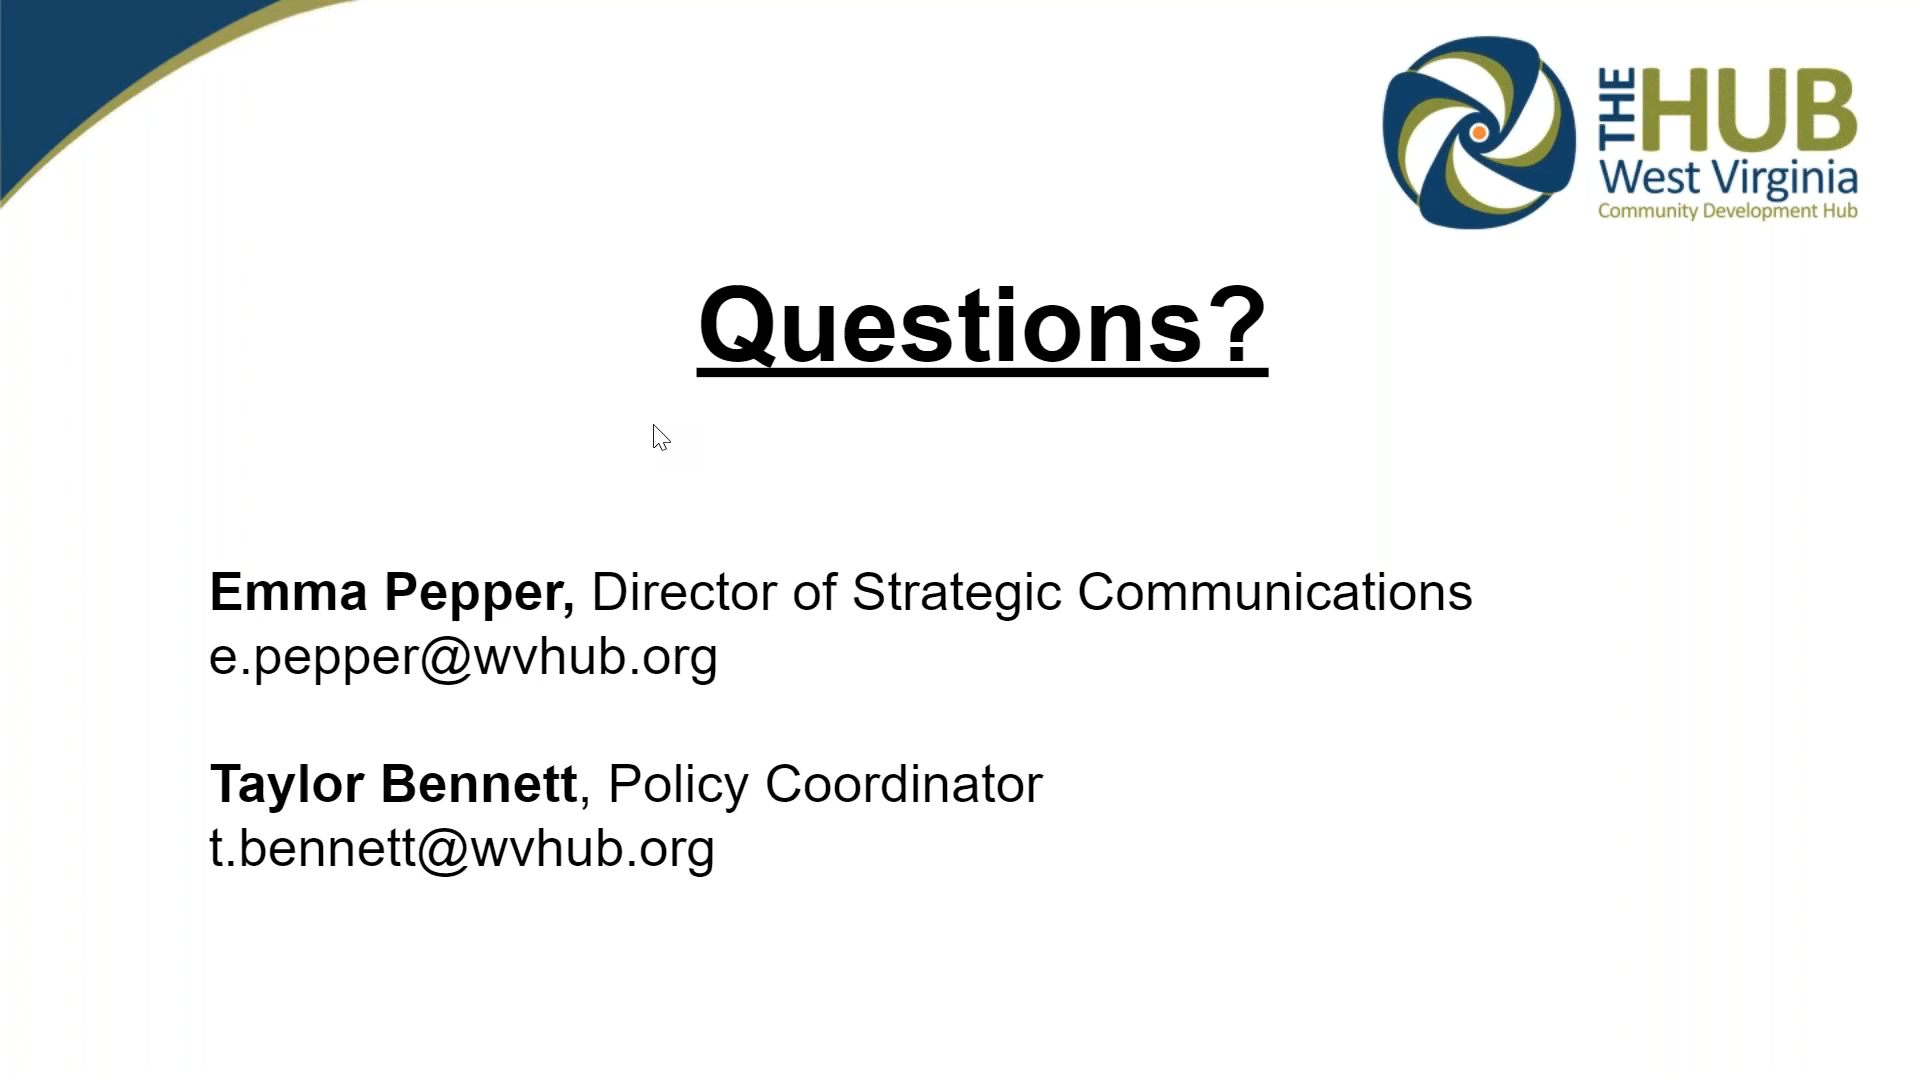 THE HUB
West Virginia
Community Development Hub
Questions?
Emma Pepper, Director of Strategic Communications
e.pepper@wvhub.org
Taylor Bennett, Policy Coordinator
t.bennett@wvhub.org